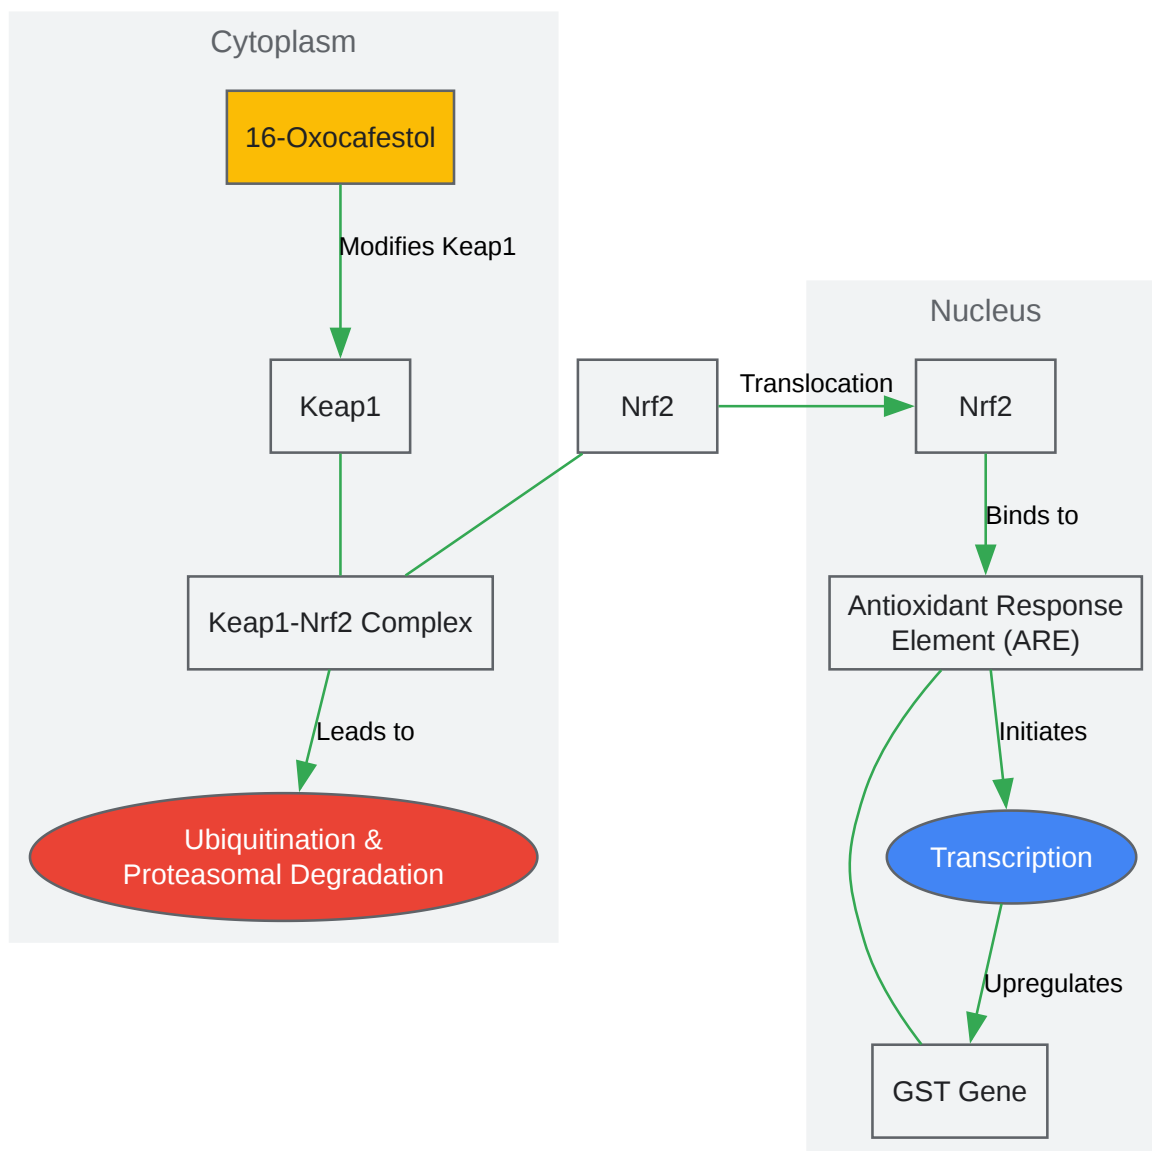 Cytoplasm
16-Oxocafestol
Modifies Keap1
Nucleus
Keap1
Nrf2
Translocation
Nrf2
Binds to
Keap1-Nrf2 Complex
Antioxidant Response
Element (ARE)
Leads to
Initiates
Ubiquitination &
Proteasomal Degradation
Transcription
Upregulates
GST Gene